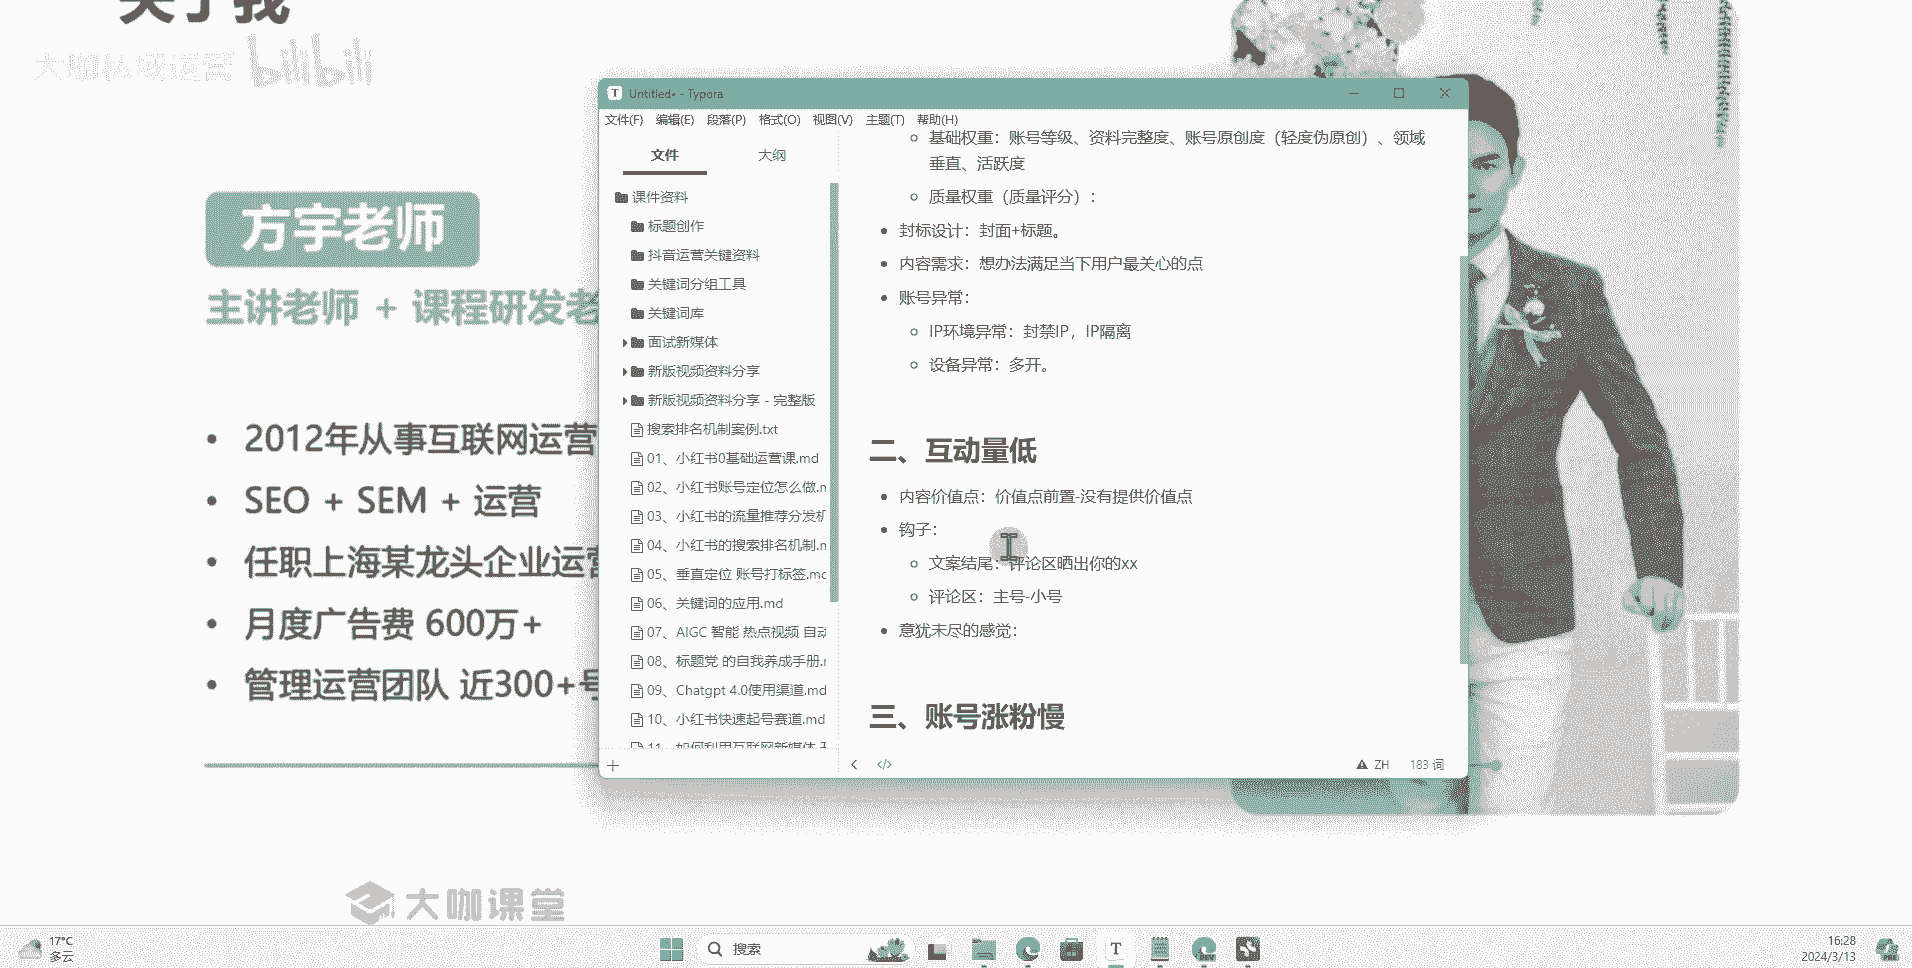 关于我
大咖私域运营 bilibili
方宇老师
主讲老师 + 课程研发老
• 2012年从事互联网运营
• SEO + SEM + 运营
• 任职上海某龙头企业运营
• 月度广告费 600万+
• 管理运营团队 近300+号
Untitled• - Typora
文件(F) 编辑(E) 段落(P) 格式(O) 视图(V) 主题(T) 帮助(H)
文件 大纲
课件资料
标题创作
抖音运营关键资料
关键词分组工具
关键词库
面试新媒体
新版视频资料分享
新版视频资料分享 - 完整版
搜索排名机制案例.txt
01、小红书0基础运营课.md
02、小红书账号定位怎么做.m
03、小红书的流量推荐分发机
04、小红书的搜索排名机制.m
05、垂直定位 账号打标签.mc
06、关键词的应用.md
07、AIGC 智能 热点视频 自动
08、标题党 的自我养成手册.r
09、Chatgpt 4.0使用渠道.md
10、小红书快速起号赛道.md
11、如何利用互联网新媒体
基础权重：账号等级、资料完整度、账号原创度（轻度伪原创）、领域
垂直、活跃度
质量权重（质量评分）：
封标设计：封面+标题。
内容需求：想办法满足当下用户最关心的点
账号异常：
IP环境异常：封禁IP，IP隔离
设备异常：多开。
二、互动量低
内容价值点：价值点前置-没有提供价值点
钩子：
文案结尾：评论区晒出你的xx
评论区：主号-小号
意犹未尽的感觉：
三、账号涨粉慢
ZH 183 词
大咖课堂
17°C
多云
搜索
T
DEV
16:28
2024/3/13
PRE